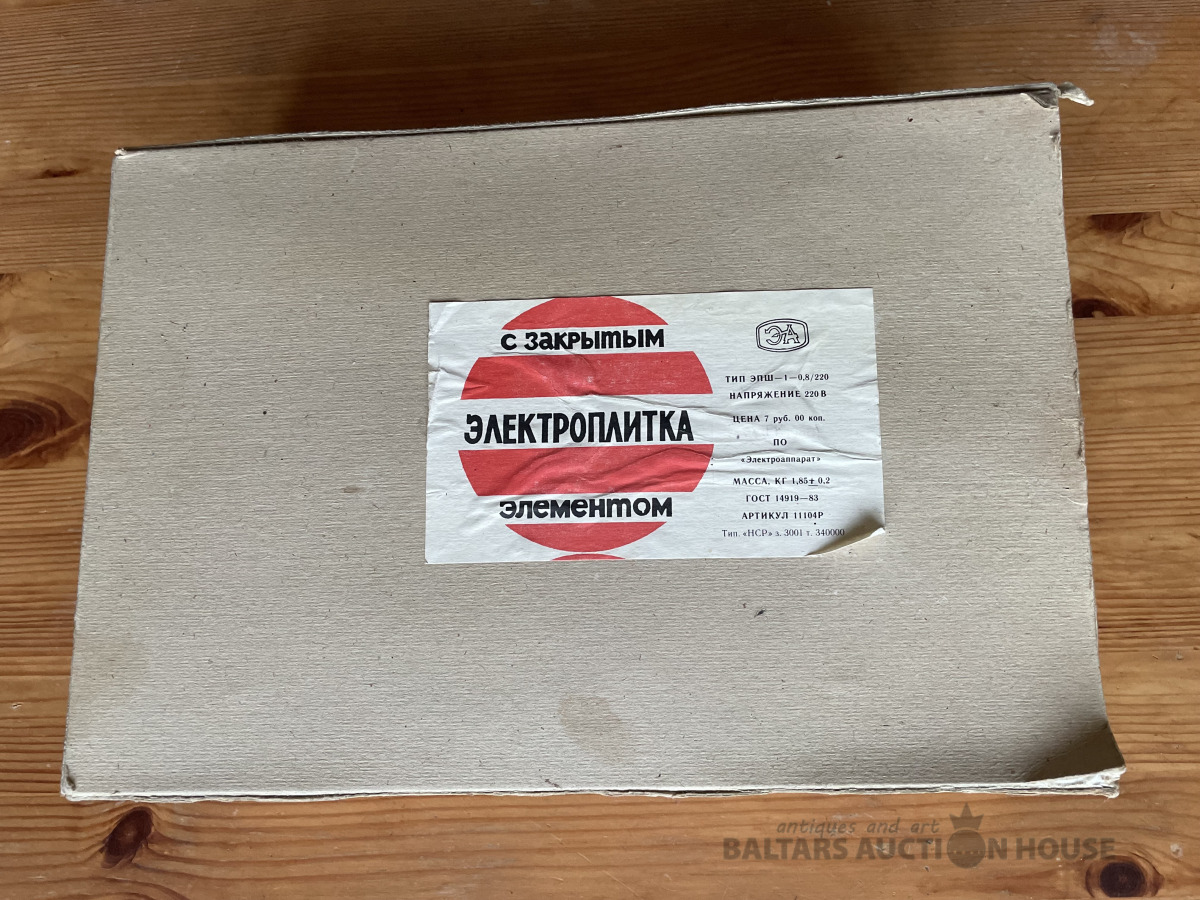 с закрытым
ЭЛЕКТРОПЛИТКА
элементом
ЭА
ТИП ЭПШ—1—0,8/220
НАПРЯЖЕНИЕ 220 В
ЦЕНА 7 руб. 00 коп.
ПО
«Электроаппарат»
МАССА, КГ 1,85± 0,2
ГОСТ 14919—83
АРТИКУЛ 11104Р
Тип. «НСР» з. 3001 т. 340000
antiques and art
BALTARS AUCTION HOUSE